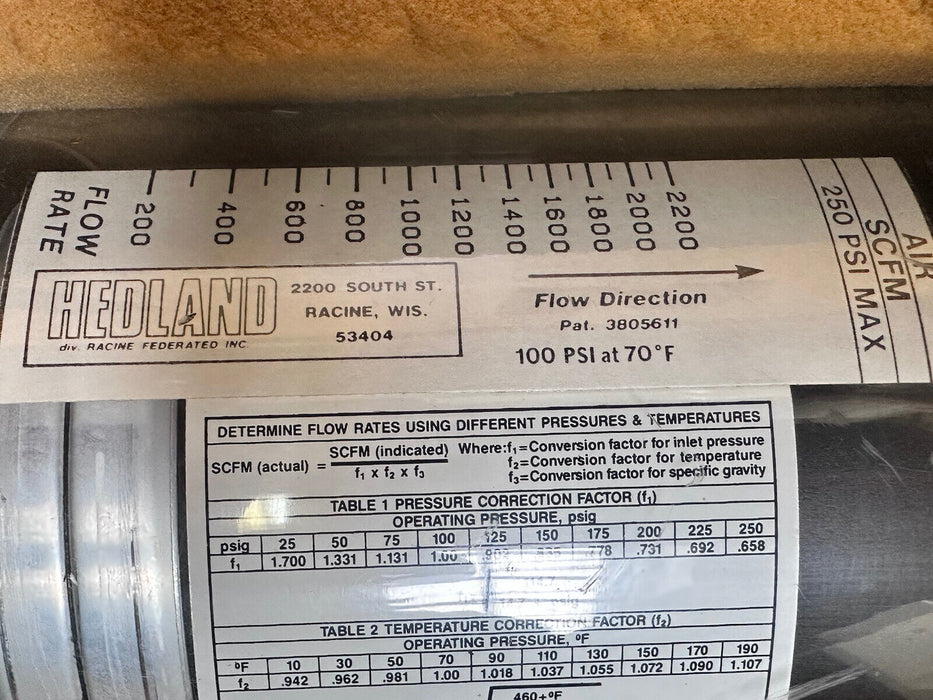 FLOW
RATE
200 400 600 800 1000 1200 1400 1600 1800 2000 2200
AIR
SCFM
250 PSI MAX
HEDLAND
div. RACINE FEDERATED INC.
2200 SOUTH ST.
RACINE, WIS.
53404
Flow Direction
Pat. 3805611
100 PSI at 70°F
DETERMINE FLOW RATES USING DIFFERENT PRESSURES & TEMPERATURES
SCFM (actual) = SCFM (indicated) / f₁ x f₂ x f₃
Where: f₁=Conversion factor for inlet pressure
f₂=Conversion factor for temperature
f₃=Conversion factor for specific gravity
TABLE 1 PRESSURE CORRECTION FACTOR (f₁)
OPERATING PRESSURE, psig
psig 25 50 75 100 125 150 175 200 225 250
f₁ 1.700 1.331 1.131 1.00 .778 .731 .692 .658
TABLE 2 TEMPERATURE CORRECTION FACTOR (f₂)
OPERATING PRESSURE, °F
°F 10 30 50 70 90 110 130 150 170 190
f₂ .942 .962 .981 1.00 1.018 1.037 1.055 1.072 1.090 1.107
460+°F